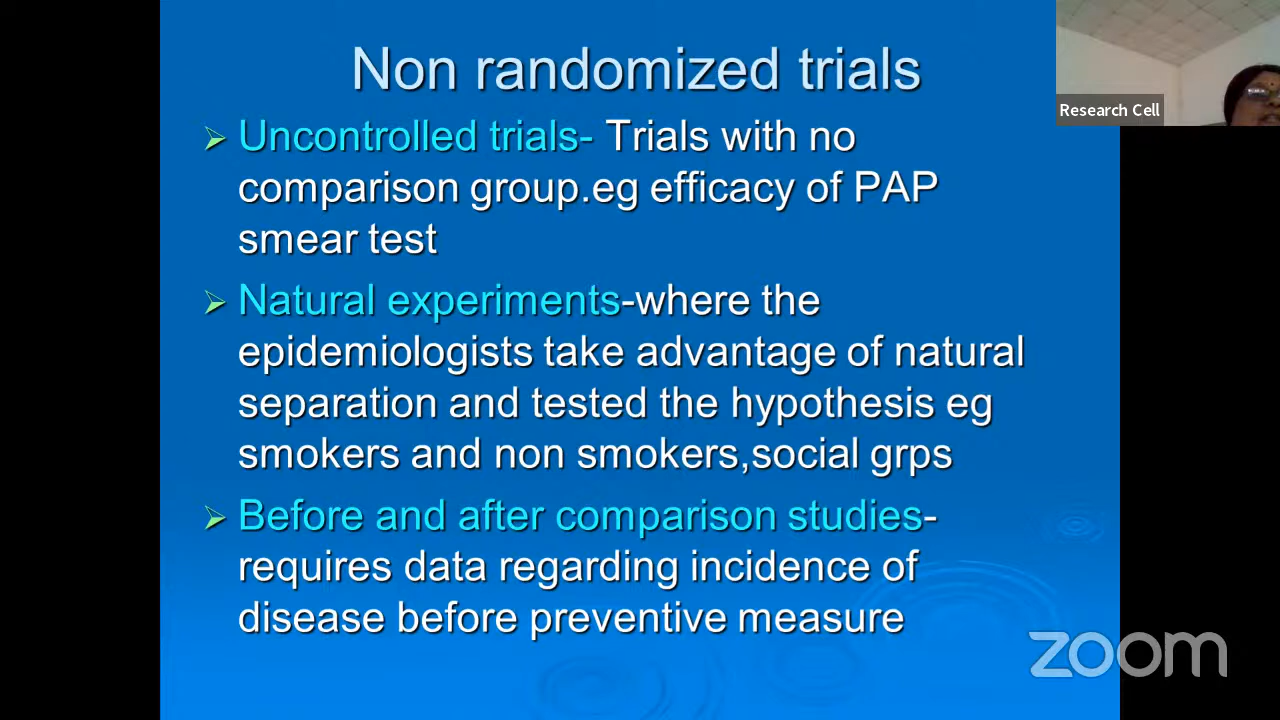 Non randomized trials
Uncontrolled trials- Trials with no
comparison group.eg efficacy of PAP
smear test
Natural experiments-where the
epidemiologists take advantage of natural
separation and tested the hypothesis eg
smokers and non smokers,social grps
Before and after comparison studies-
requires data regarding incidence of
disease before preventive measure
Research Cell
zoom